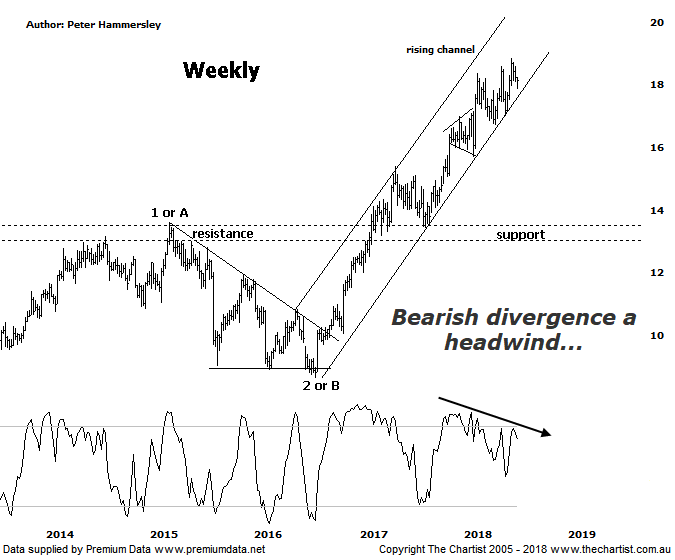 Author: Peter Hammersley
20
rising channel
Weekly
18
16
1 or A
14
resistance
support
12
10
Bearish divergence a
headwind...
2 or B
2014 2015 2016 2017 2018 2019
Data supplied by Premium Data www.premiumdata.net Copyright The Chartist 2005 - 2018 www.thechartist.com.au